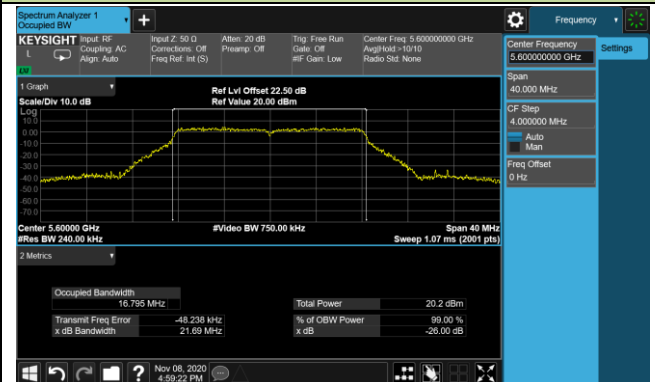 Spectrum Analyzer 1
Occupied BW
Frequency
KEYSIGHT
L
Input: RF
Coupling: AC
Align: Auto
Input Z: 50 Ω
Corrections: Off
Freq Ref: Int (S)
Atten: 20 dB
Preamp: Off
Trig: Free Run
Gate: Off
#IF Gain: Low
Center Freq: 5.600000000 GHz
Avg|Hold:>10/10
Radio Std: None
Center Frequency
5.600000000 GHz
Settings
Span
40.000 MHz
CF Step
4.000000 MHz
Auto
Man
Freq Offset
0 Hz
1 Graph
Scale/Div 10.0 dB
Ref Lvl Offset 22.50 dB
Ref Value 20.00 dBm
Log
10.0
0.00
-10.0
-20.0
-30.0
-40.0
-50.0
-60.0
-70.0
Center 5.60000 GHz
#Video BW 750.00 kHz
Span 40 MHz
#Res BW 240.00 kHz
Sweep 1.07 ms (2001 pts)
2 Metrics
Occupied Bandwidth
16.795 MHz
Total Power 20.2 dBm
Transmit Freq Error -48.238 kHz
% of OBW Power 99.00 %
x dB Bandwidth 21.69 MHz
x dB -26.00 dB
?
Nov 08, 2020
4:59:22 PM